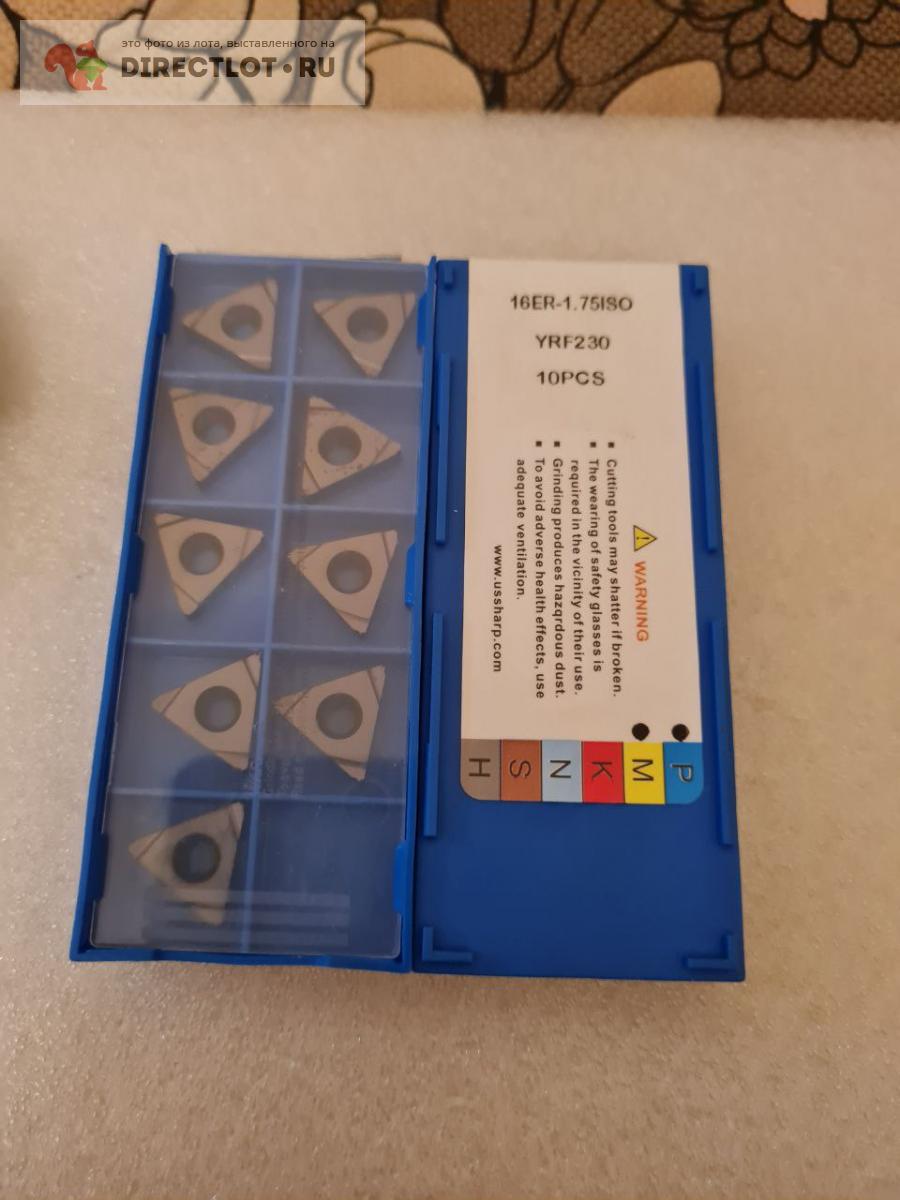 это фото из лота, выставленного на
DIRECTLOT.RU
16ER-1.75ISO
YRF230
10PCS
WARNING
▪ Cutting tools may shatter if broken.
▪ The wearing of safety glasses is
required in the vicinity of their use.
▪ Grinding produces hazqrdous dust.
▪ To avoid adverse health effects, use
adequate ventilation.
www.ussharp.com
H S N K M P